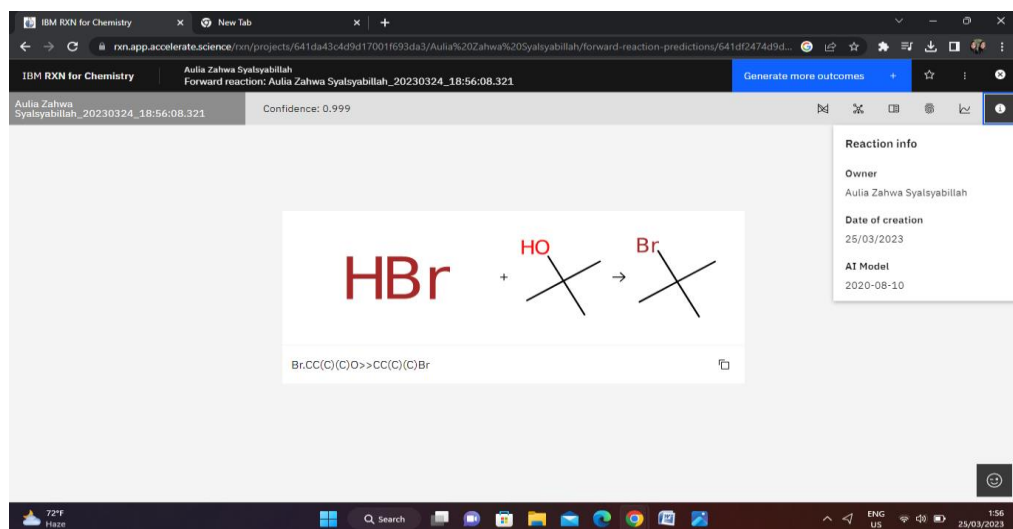 IBM RXN for Chemistry
New Tab
rxn.app.accelerate.science/rxn/projects/641da43c4d9d17001f693da3/Aulia%20Zahwa%20Syalsyabillah/forward-reaction-predictions/641df2474d9d...
IBM RXN for Chemistry
Aulia Zahwa Syalsyabillah
Forward reaction: Aulia Zahwa Syalsyabillah_20230324_18:56:08.321
Generate more outcomes +
Aulia Zahwa
Syalsyabillah_20230324_18:56:08.321
Confidence: 0.999
Reaction info
Owner
Aulia Zahwa Syalsyabillah
Date of creation
25/03/2023
AI Model
2020-08-10
HBr + HO → Br
Br.CC(C)(C)O>>CC(C)(C)Br
72°F
Haze
Search
ENG
US
1:56
25/03/2023